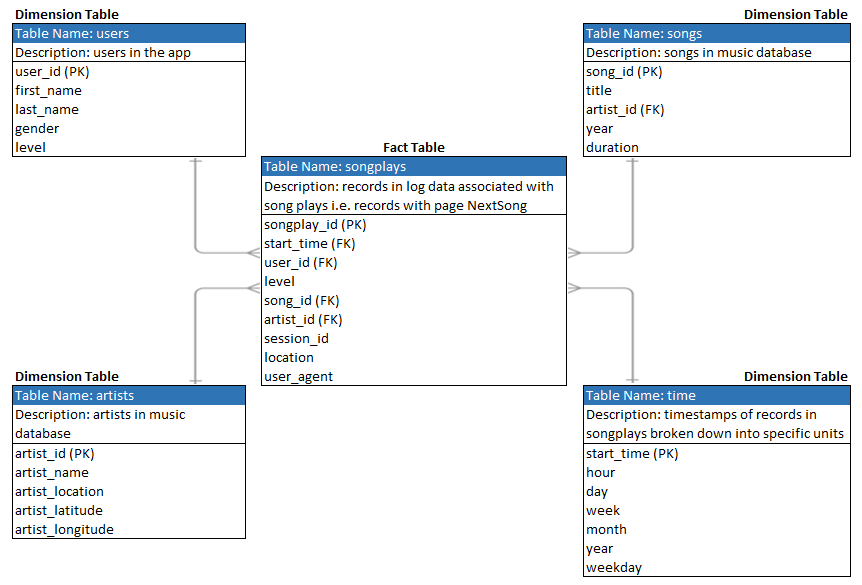 Dimension Table
Table Name: users
Description: users in the app
user_id (PK)
first_name
last_name
gender
level
Dimension Table
Table Name: songs
Description: songs in music database
song_id (PK)
title
artist_id (FK)
year
duration
Fact Table
Table Name: songplays
Description: records in log data associated with
song plays i.e. records with page NextSong
songplay_id (PK)
start_time (FK)
user_id (FK)
level
song_id (FK)
artist_id (FK)
session_id
location
user_agent
Dimension Table
Table Name: artists
Description: artists in music
database
artist_id (PK)
artist_name
artist_location
artist_latitude
artist_longitude
Dimension Table
Table Name: time
Description: timestamps of records in
songplays broken down into specific units
start_time (PK)
hour
day
week
month
year
weekday